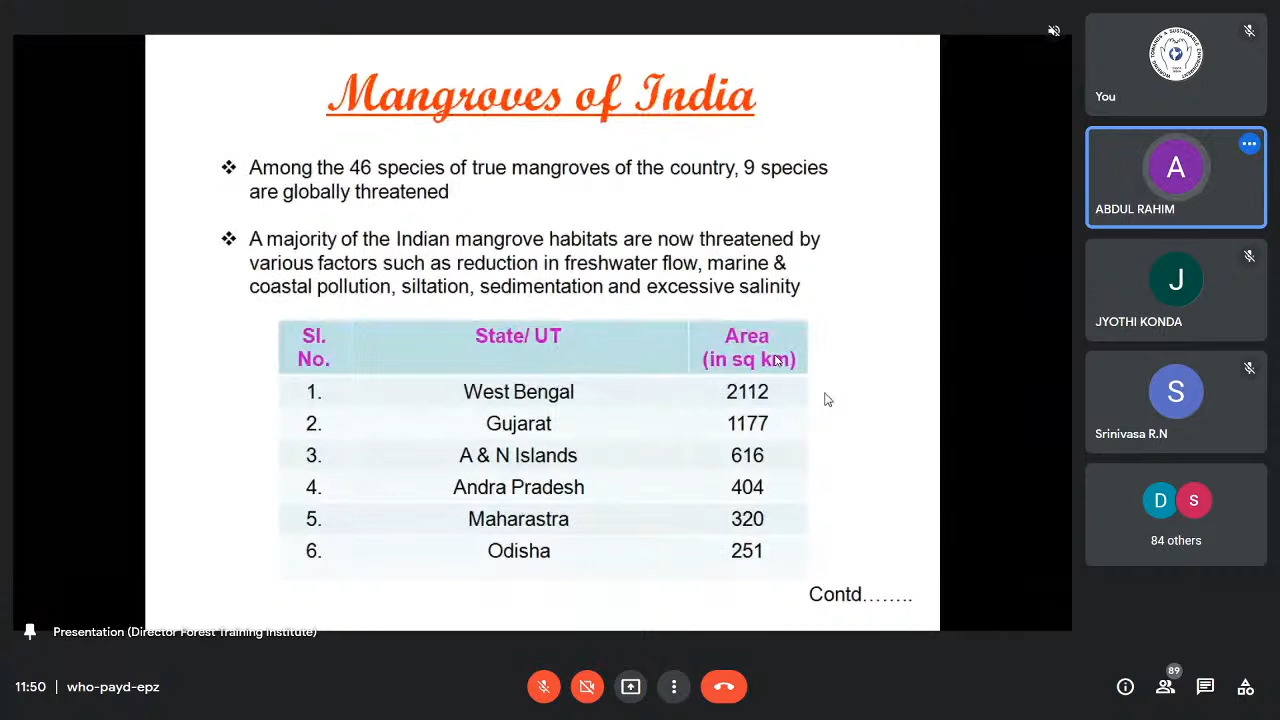 Mangroves of India
❖ Among the 46 species of true mangroves of the country, 9 species
are globally threatened
❖ A majority of the Indian mangrove habitats are now threatened by
various factors such as reduction in freshwater flow, marine &
coastal pollution, siltation, sedimentation and excessive salinity
Sl. No. State/ UT Area (in sq km)
1. West Bengal 2112
2. Gujarat 1177
3. A & N Islands 616
4. Andra Pradesh 404
5. Maharastra 320
6. Odisha 251
Contd........
Presentation (Director Forest Training Institute)
11:50 | who-payd-epz
You
A
ABDUL RAHIM
J
JYOTHI KONDA
S
Srinivasa R.N
D s
84 others
89